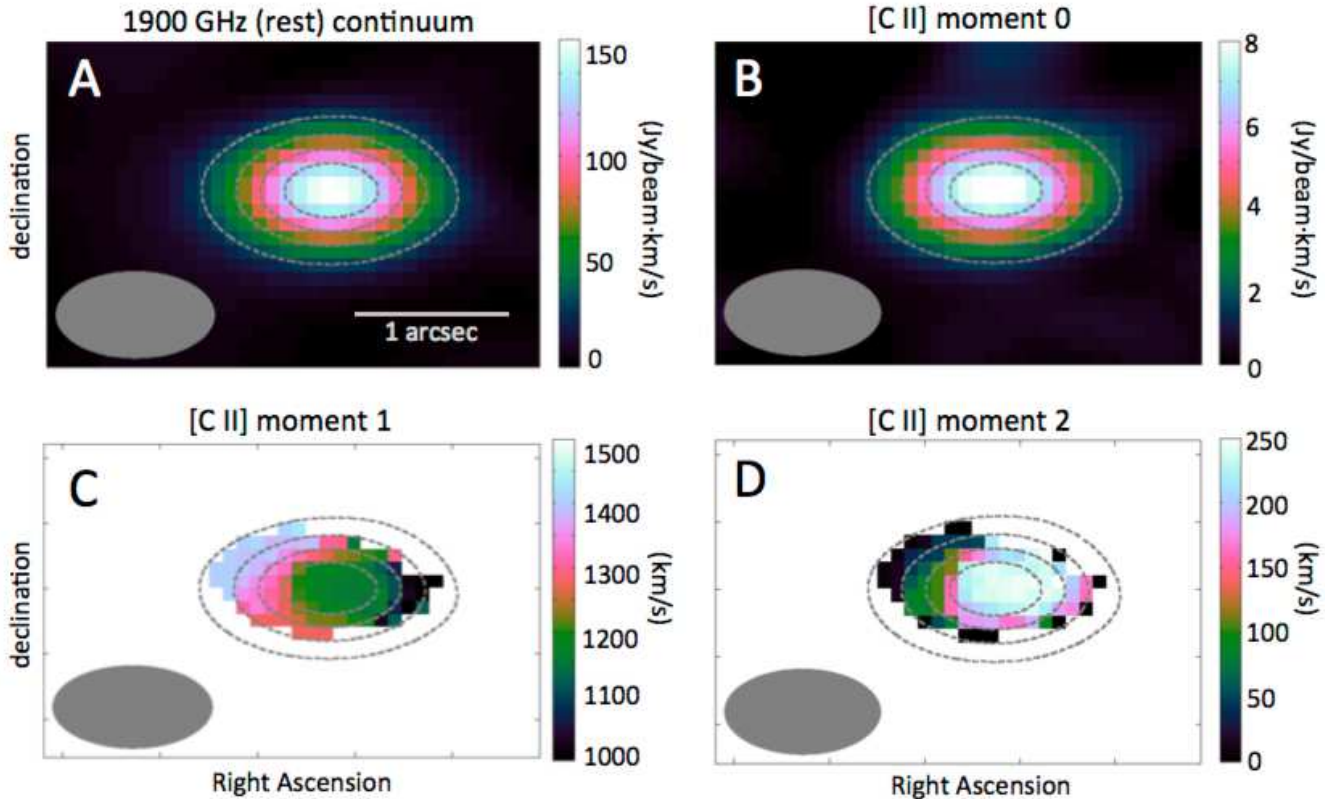 1900 GHz (rest) continuum
[C II] moment 0
A
B
150
100
50
0
(Jy/beam·km/s)
8
6
4
2
0
(Jy/beam·km/s)
declination
1 arcsec
[C II] moment 1
[C II] moment 2
C
D
1500
1400
1300
1200
1100
1000
(km/s)
250
200
150
100
50
0
(km/s)
declination
Right Ascension
Right Ascension